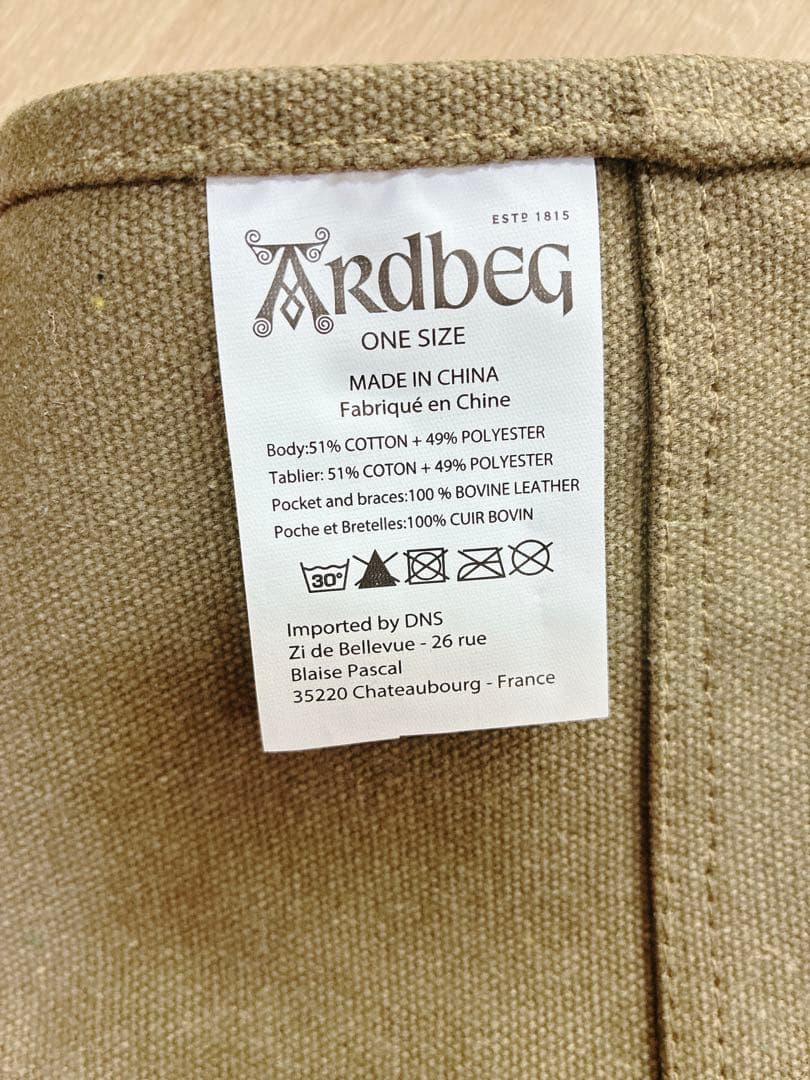 ESTD 1815
ARdbEG
ONE SIZE
MADE IN CHINA
Fabriqué en Chine
Body:51% COTTON + 49% POLYESTER
Tablier: 51% COTON + 49% POLYESTER
Pocket and braces:100 % BOVINE LEATHER
Poche et Bretelles:100% CUIR BOVIN
30°
Imported by DNS
Zi de Bellevue - 26 rue
Blaise Pascal
35220 Chateaubourg - France